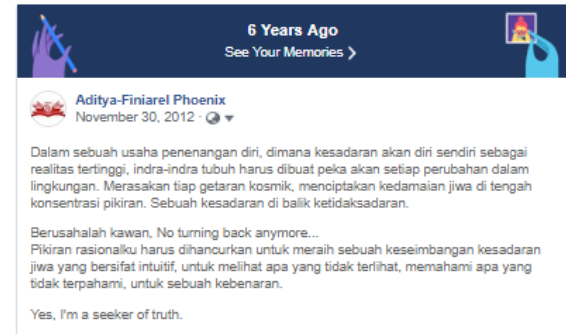 6 Years Ago
See Your Memories >
Aditya-Finiarel Phoenix
November 30, 2012 ·
Dalam sebuah usaha penenangan diri, dimana kesadaran akan diri sendiri sebagai
realitas tertinggi, indra-indra tubuh harus dibuat peka akan setiap perubahan dalam
lingkungan. Merasakan tiap getaran kosmik, menciptakan kedamaian jiwa di tengah
konsentrasi pikiran. Sebuah kesadaran di balik ketidaksadaran.
Berusahalah kawan, No turning back anymore...
Pikiran rasionalku harus dihancurkan untuk meraih sebuah keseimbangan kesadaran
jiwa yang bersifat intuitif, untuk melihat apa yang tidak terlihat, memahami apa yang
tidak terpahami, untuk sebuah kebenaran.
Yes, I'm a seeker of truth.